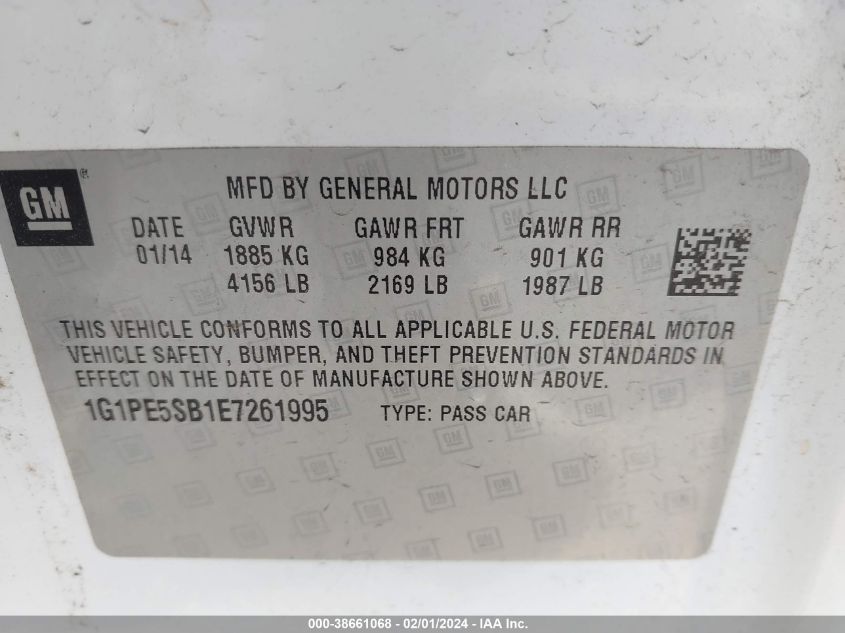 GM®
MFD BY GENERAL MOTORS LLC
DATE GVWR GAWR FRT GAWR RR
01/14 1885 KG 984 KG 901 KG
4156 LB 2169 LB 1987 LB
THIS VEHICLE CONFORMS TO ALL APPLICABLE U.S. FEDERAL MOTOR
VEHICLE SAFETY, BUMPER, AND THEFT PREVENTION STANDARDS IN
EFFECT ON THE DATE OF MANUFACTURE SHOWN ABOVE.
1G1PE5SB1E7261995 TYPE: PASS CAR
000-38661068 - 02/01/2024 - IAA Inc.